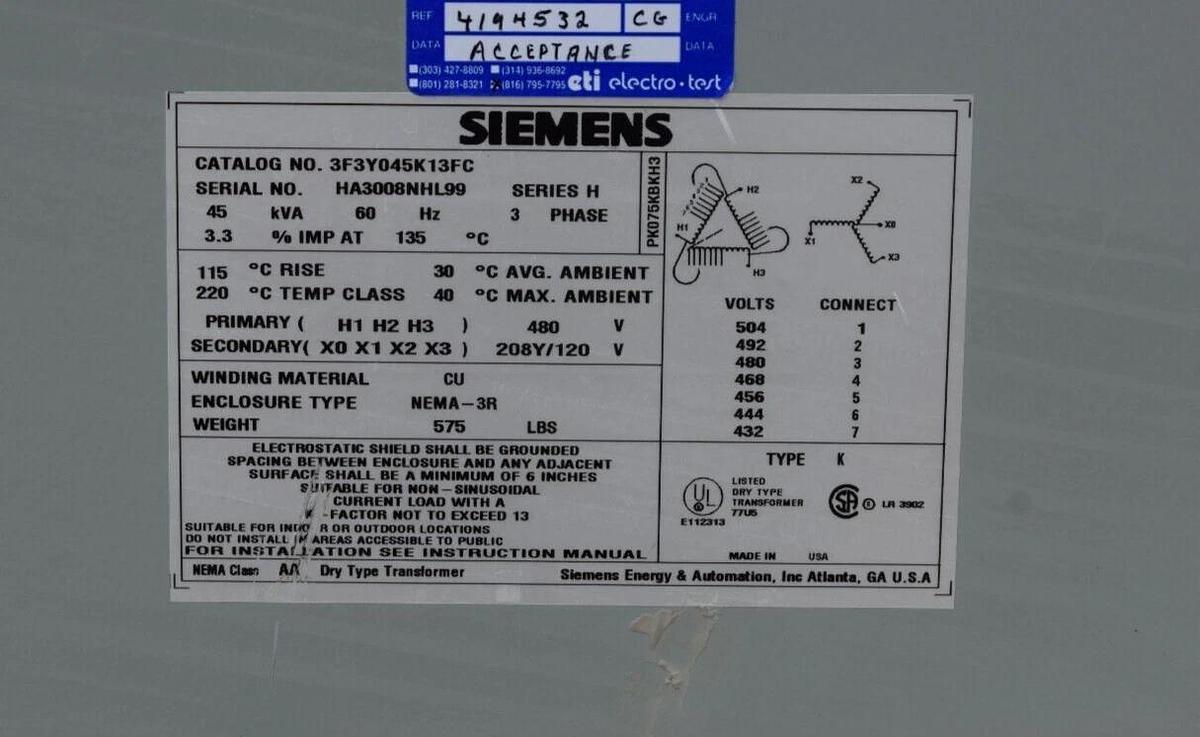 REF 4194532 CG ENGR
DATA ACCEPTANCE DATA
(303) 427-8809 (314) 936-8692
(801) 281-8321 (816) 795-7795 eti electro·test
SIEMENS
CATALOG NO. 3F3Y045K13FC
SERIAL NO. HA3008NHL99 SERIES H
45 kVA 60 Hz 3 PHASE
3.3 % IMP AT 135 °C
PK075KBKH3
115 °C RISE 30 °C AVG. AMBIENT
220 °C TEMP CLASS 40 °C MAX. AMBIENT
PRIMARY ( H1 H2 H3 ) 480 V
SECONDARY( X0 X1 X2 X3 ) 208Y/120 V
WINDING MATERIAL CU
ENCLOSURE TYPE NEMA-3R
WEIGHT 575 LBS
ELECTROSTATIC SHIELD SHALL BE GROUNDED
SPACING BETWEEN ENCLOSURE AND ANY ADJACENT
SURFACE SHALL BE A MINIMUM OF 6 INCHES
SUITABLE FOR NON-SINUSOIDAL
CURRENT LOAD WITH A
K-FACTOR NOT TO EXCEED 13
SUITABLE FOR INDOOR OR OUTDOOR LOCATIONS
DO NOT INSTALL IN AREAS ACCESSIBLE TO PUBLIC
FOR INSTALLATION SEE INSTRUCTION MANUAL
H2
H1
H3
X2
X0
X1
X3
VOLTS CONNECT
504 1
492 2
480 3
468 4
456 5
444 6
432 7
TYPE K
UL
E112313
LISTED
DRY TYPE
TRANSFORMER
77U5
SA ® LR 3902
MADE IN USA
NEMA Class AA Dry Type Transformer
Siemens Energy & Automation, Inc Atlanta, GA U.S.A